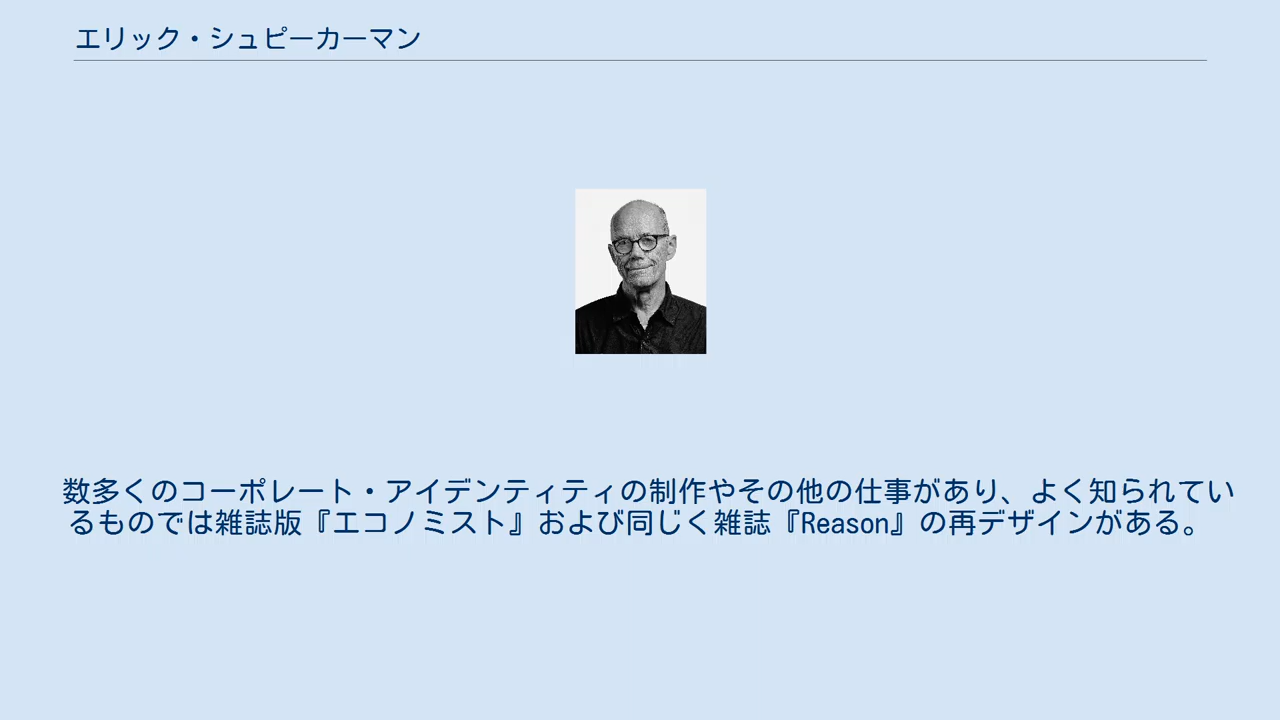 エリック・シュピーカーマン
数多くのコーポレート・アイデンティティの制作やその他の仕事があり、よく知られてい
るものでは雑誌版『エコノミスト』および同じく雑誌『Reason』の再デザインがある。